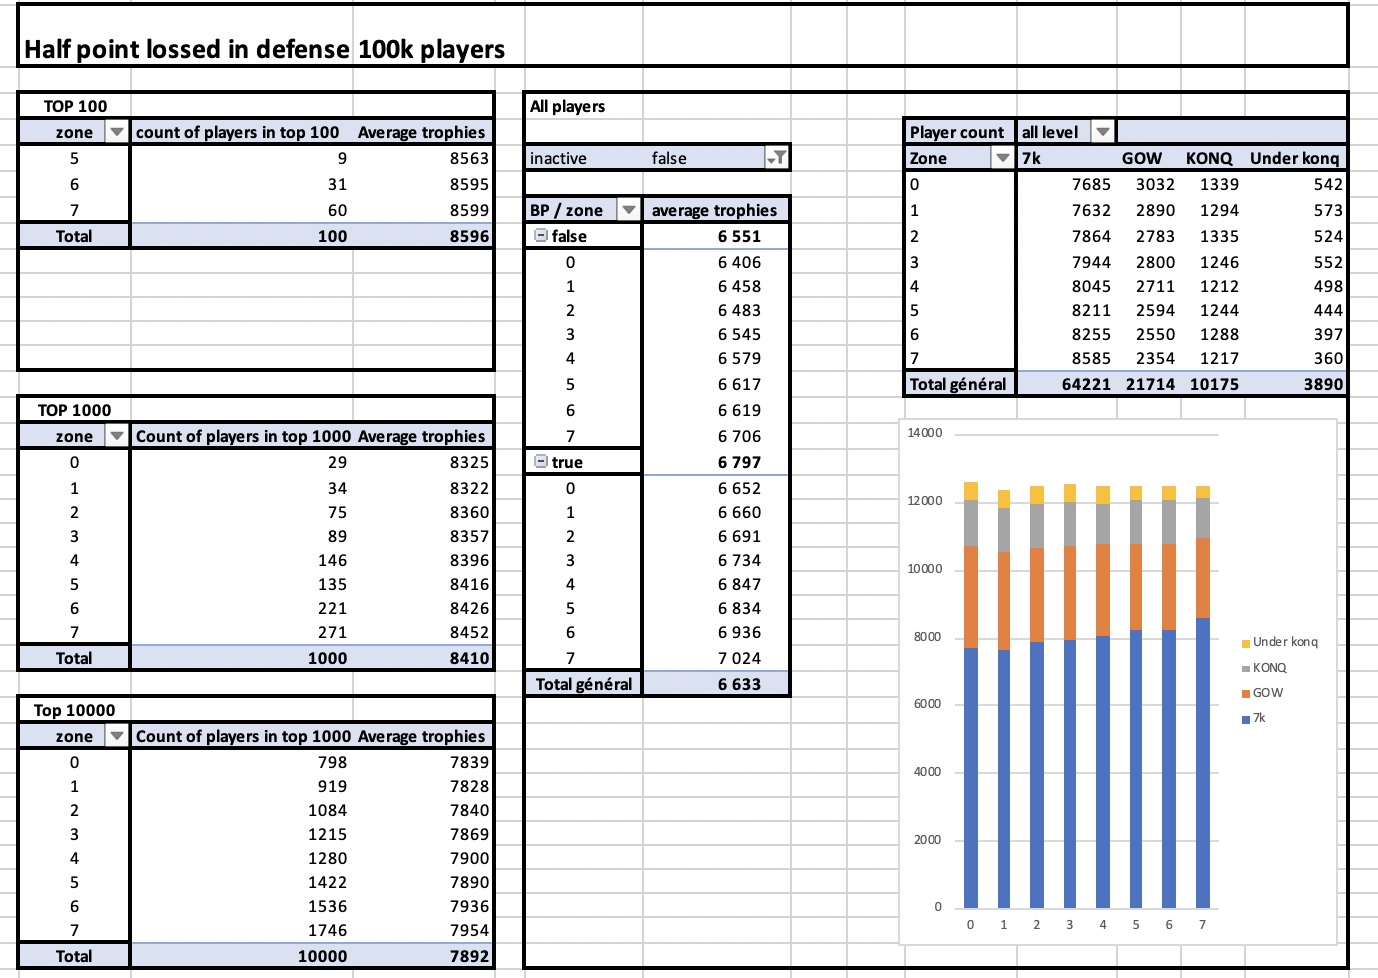 Half point lossed in defense 100k players
TOP 100
zone count of players in top 100 Average trophies
5 9 8563
6 31 8595
7 60 8599
Total 100 8596
TOP 1000
zone Count of players in top 1000 Average trophies
0 29 8325
1 34 8322
2 75 8360
3 89 8357
4 146 8396
5 135 8416
6 221 8426
7 271 8452
Total 1000 8410
Top 10000
zone Count of players in top 1000 Average trophies
0 798 7839
1 919 7828
2 1084 7840
3 1215 7869
4 1280 7900
5 1422 7890
6 1536 7936
7 1746 7954
Total 10000 7892
All players
inactive false
BP / zone average trophies
false 6 551
0 6 406
1 6 458
2 6 483
3 6 545
4 6 579
5 6 617
6 6 619
7 6 706
true 6 797
0 6 652
1 6 660
2 6 691
3 6 734
4 6 847
5 6 834
6 6 936
7 7 024
Total général 6 633
Player count all level
Zone 7k GOW KONQ Under konq
0 7685 3032 1339 542
1 7632 2890 1294 573
2 7864 2783 1335 524
3 7944 2800 1246 552
4 8045 2711 1212 498
5 8211 2594 1244 444
6 8255 2550 1288 397
7 8585 2354 1217 360
Total général 64221 21714 10175 3890
14000
12000
10000
8000
6000
4000
2000
0
0 1 2 3 4 5 6 7
Under konq
KONQ
GOW
7k